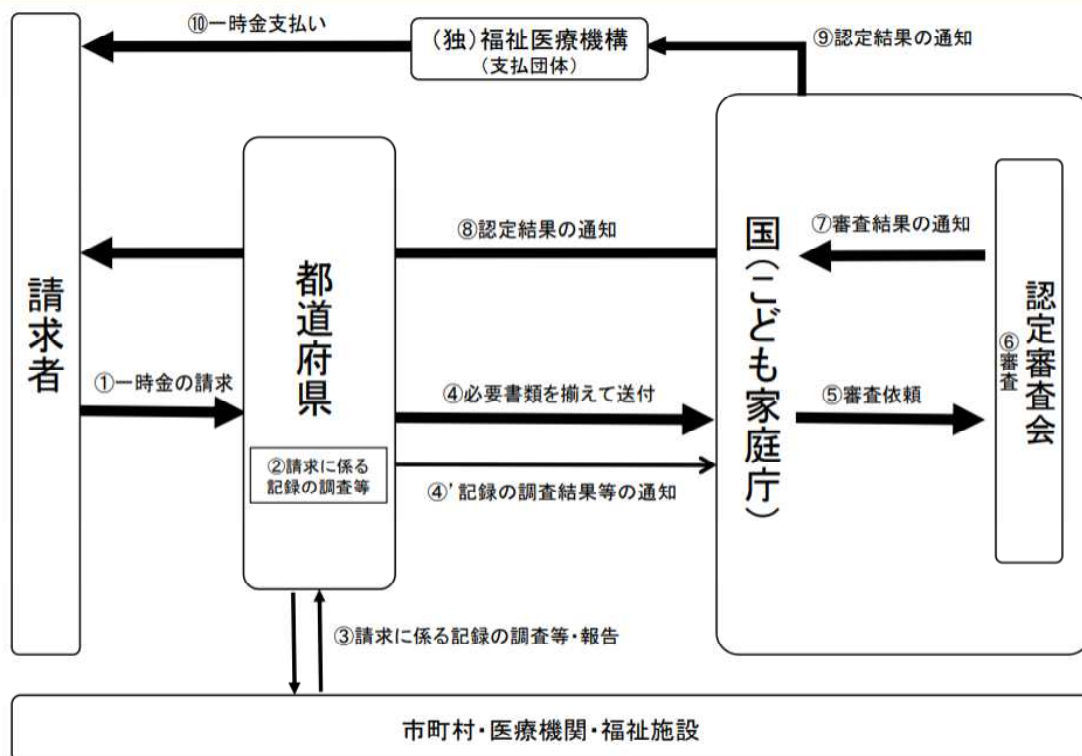 ⑩一時金支払い
(独)福祉医療機構
(支払団体)
⑨認定結果の通知
請求者
都道府県
⑧認定結果の通知
国(こども家庭庁)
⑦審査結果の通知
認定審査会
⑥審査
①一時金の請求
④必要書類を揃えて送付
⑤審査依頼
②請求に係る
記録の調査等
④'記録の調査結果等の通知
③請求に係る記録の調査等・報告
市町村・医療機関・福祉施設